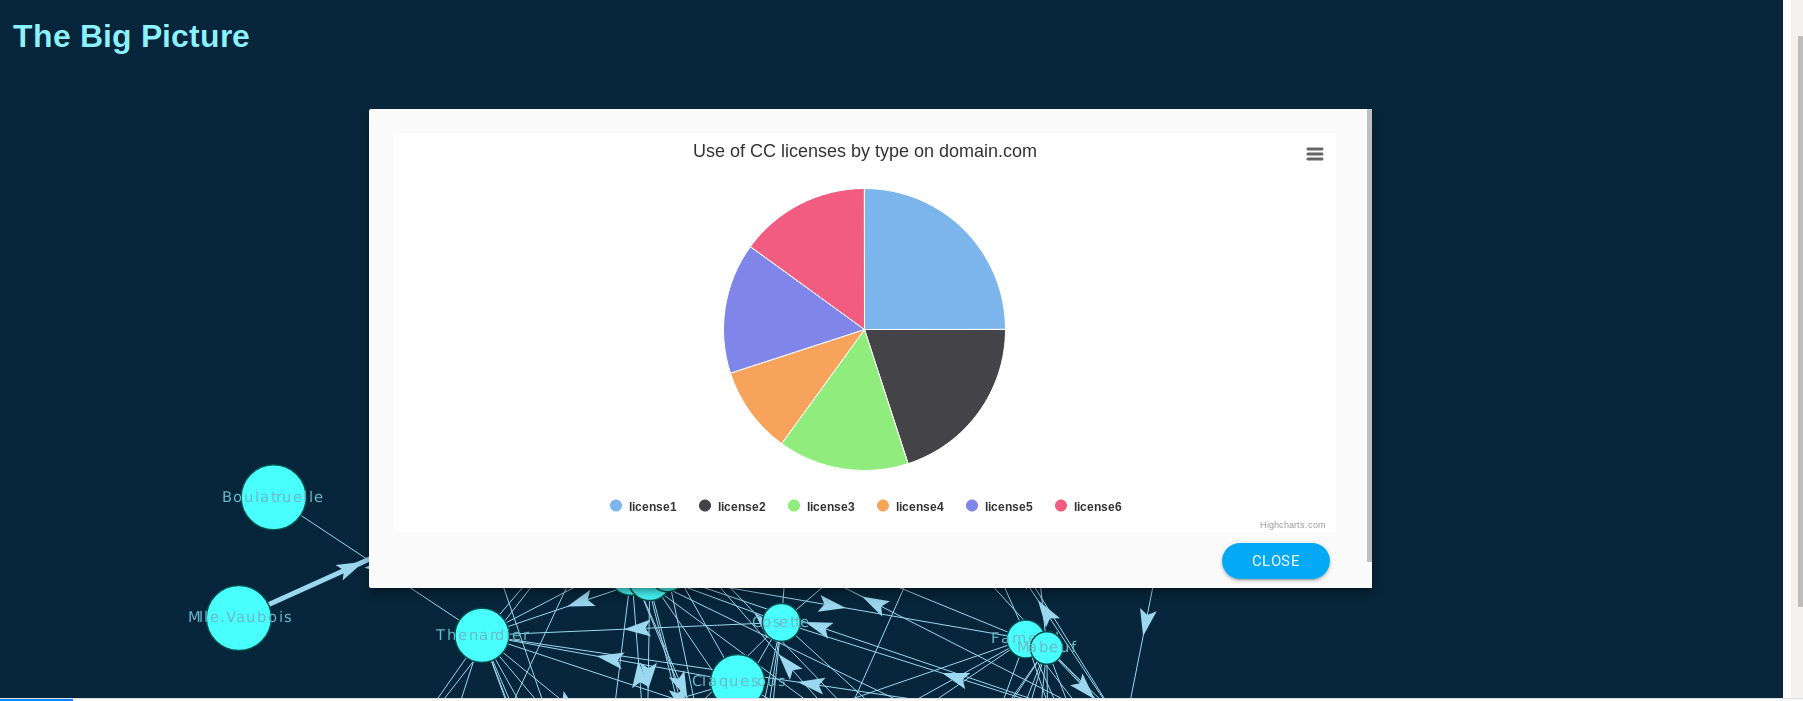 The Big Picture
Use of CC licenses by type on domain.com
license1 license2 license3 license4 license5 license6
Highcharts.com
CLOSE
Boulatruelle
Mlle.Vaubois
Thenardier
Cosette
Mabeuf
Claquesous